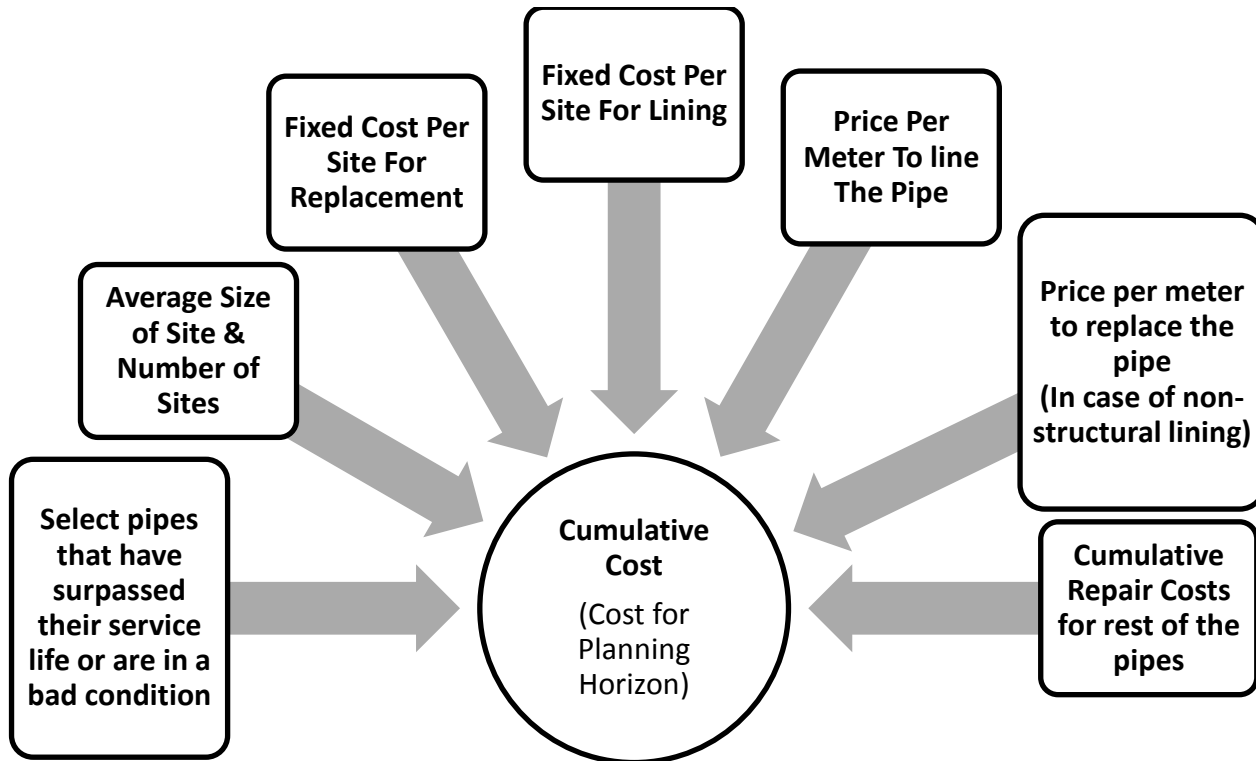 Fixed Cost Per
Site For Lining
Fixed Cost Per
Site For
Replacement
Price Per
Meter To line
The Pipe
Average Size
of Site &
Number of
Sites
Price per meter
to replace the
pipe
(In case of non-
structural lining)
Select pipes
that have
surpassed
their service
life or are in a
bad condition
Cumulative
Cost
(Cost for
Planning
Horizon)
Cumulative
Repair Costs
for rest of the
pipes